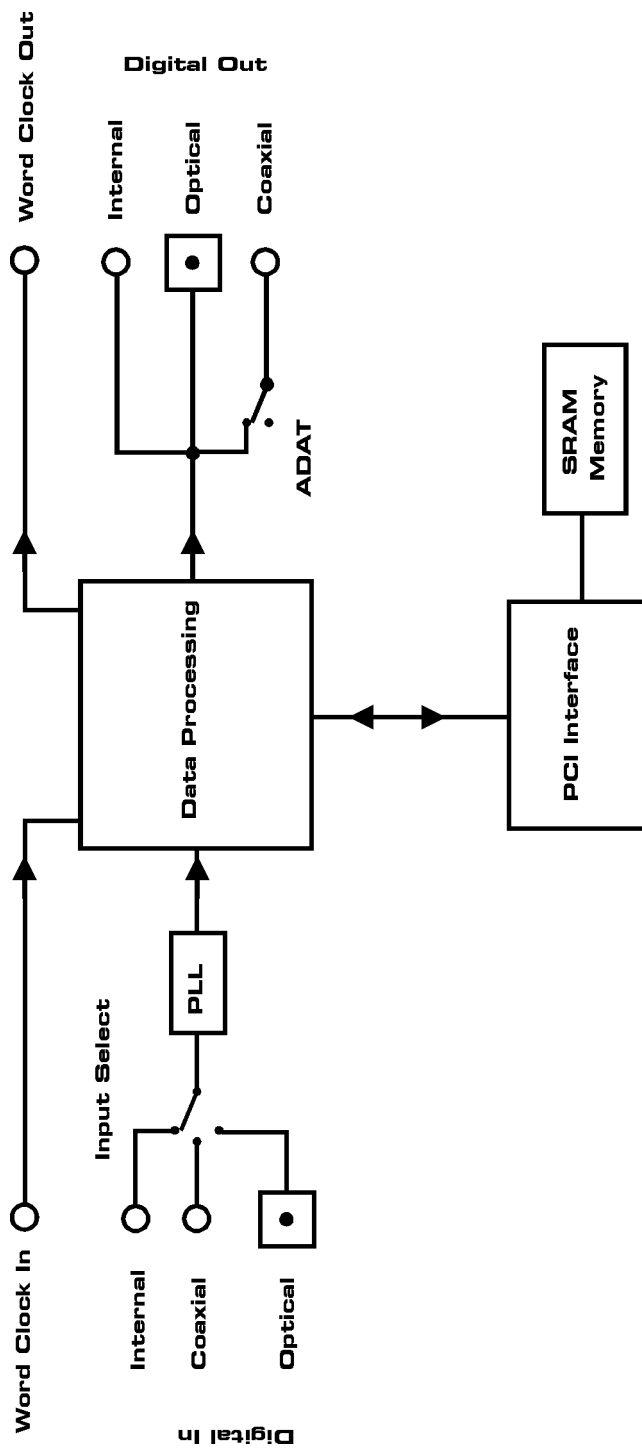 Word Clock In
Word Clock Out
Digital In
Internal
Coaxial
Optical
Input Select
PLL
Data Processing
ADAT
Internal
Optical
Coaxial
Digital Out
PCI Interface
SRAM
Memory